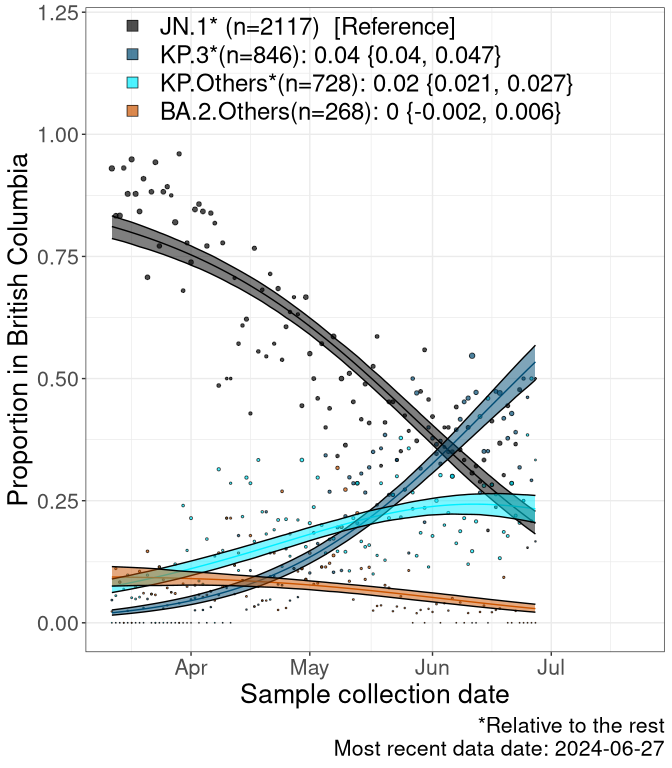 JN.1* (n=2117)  [Reference]
KP.3*(n=846): 0.04 {0.04, 0.047}
KP.Others*(n=728): 0.02 {0.021, 0.027}
BA.2.Others(n=268): 0 {-0.002, 0.006}
Proportion in British Columbia
1.25
1.00
0.75
0.50
0.25
0.00
Apr May Jun Jul
Sample collection date
*Relative to the rest
Most recent data date: 2024-06-27